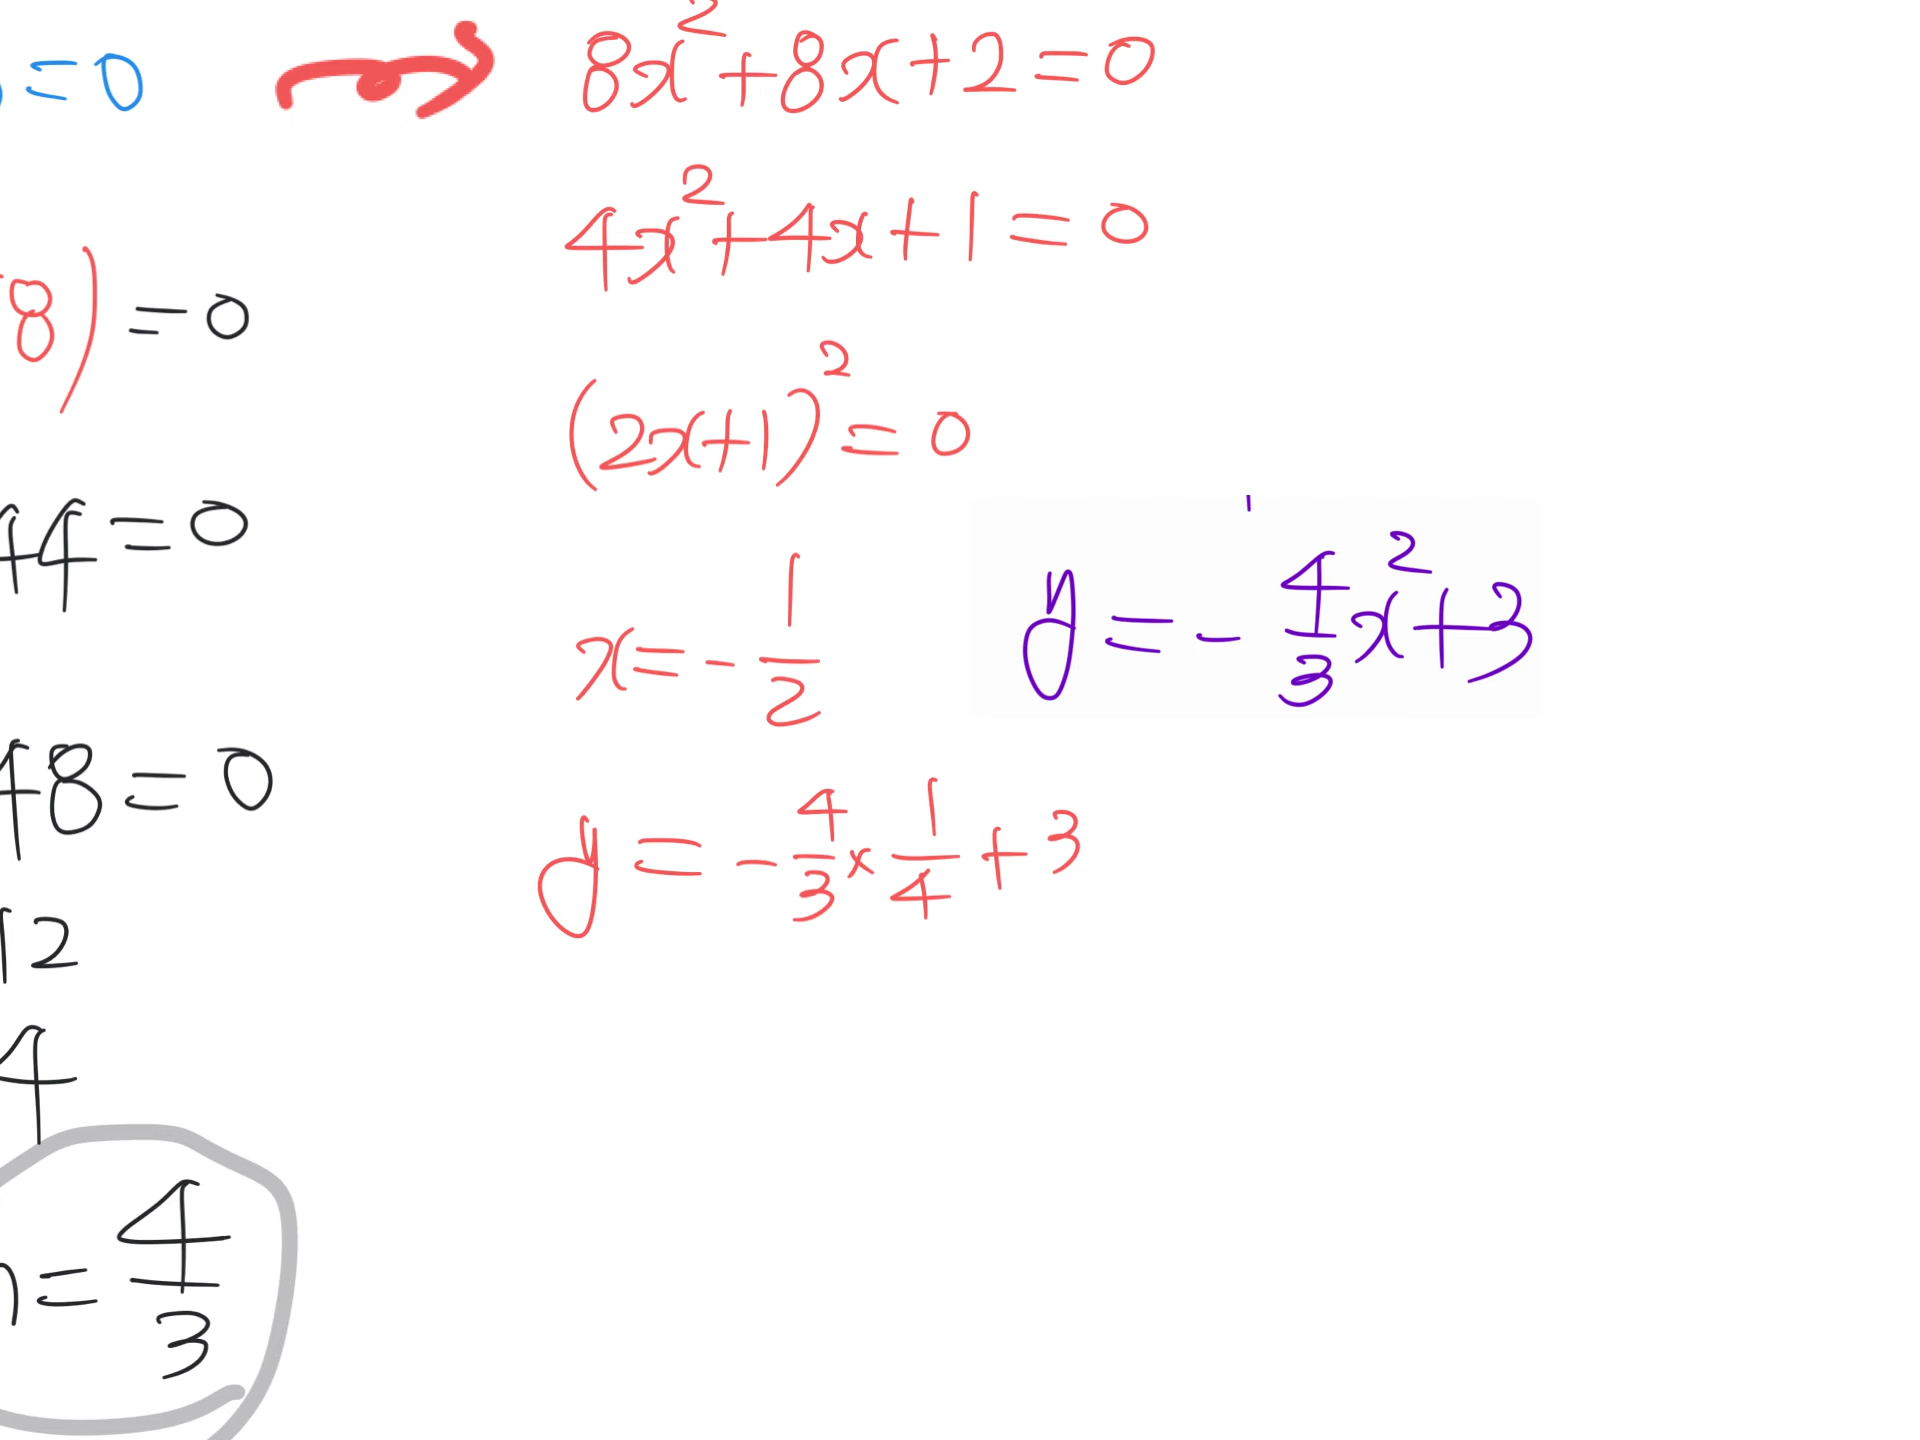 =0
8x²+8x+2=0
4x²+4x+1=0
8)=0
(2x+1)²=0
44=0
x=-1/2
y=-4/3x²+3
48=0
y=-4/3×1/4+3
12
4
=4/3